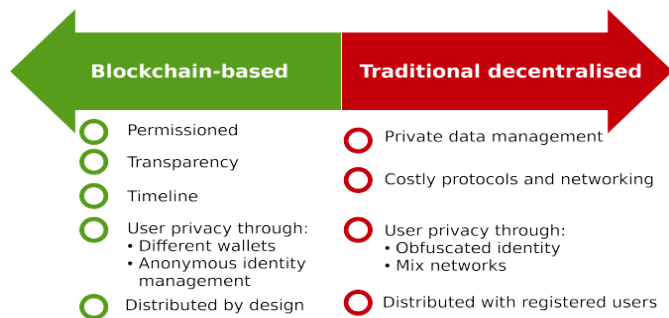 Blockchain-based
Permissioned
Transparency
Timeline
User privacy through:
• Different wallets
• Anonymous identity
management
Distributed by design
Traditional decentralised
Private data management
Costly protocols and networking
User privacy through:
• Obfuscated identity
• Mix networks
Distributed with registered users